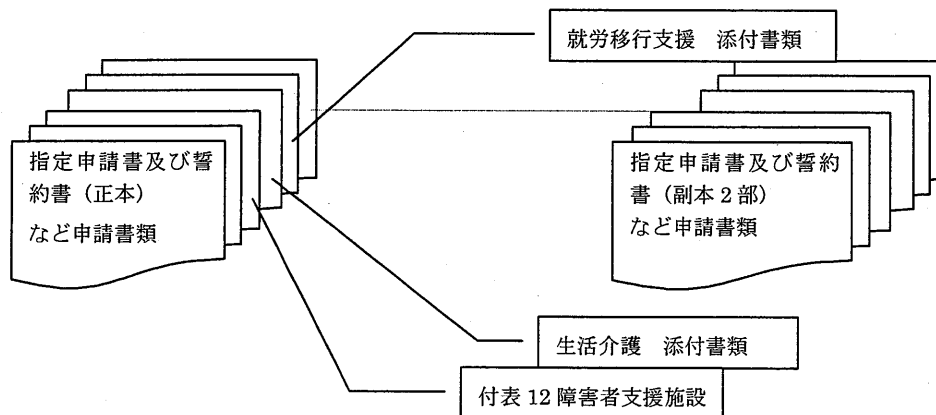 就労移行支援　添付書類
指定申請書及び誓
約書（正本）
など申請書類
指定申請書及び誓約
書（副本２部）
など申請書類
生活介護　添付書類
付表 12 障害者支援施設